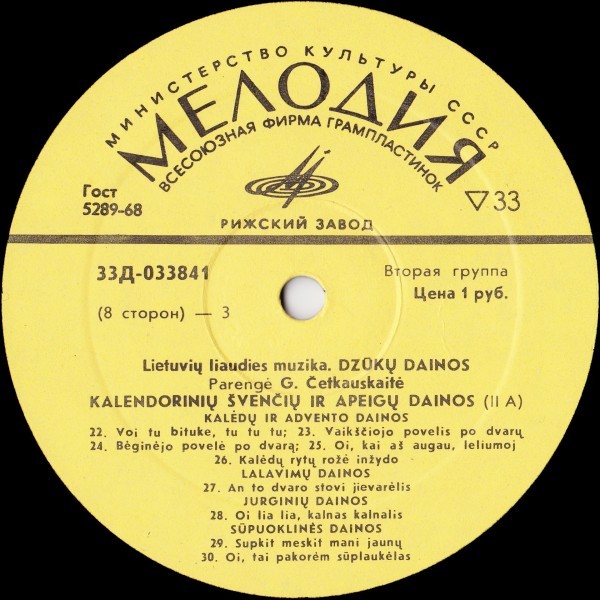 МИНИСТЕРСТВО КУЛЬТУРЫ СССР
МЕЛОДИЯ
ВСЕСОЮЗНАЯ ФИРМА ГРАМПЛАСТИНОК
Гост
5289-68
▽33
РИЖСКИЙ ЗАВОД
33Д-033841
Вторая группа
(8 сторон) — 3
Цена 1 руб.
Lietuvių liaudies muzika. DZŪKŲ DAINOS
Parengė G. Četkauskaitė
KALENDORINIŲ ŠVENČIŲ IR APEIGŲ DAINOS (II A)
KALĖDŲ IR ADVENTO DAINOS
22. Voi tu bituke, tu tu tu; 23. Vaikščiojo povelis po dvarų
24. Bėginėjo povelė po dvarą; 25. Oi, kai aš augau, leliumoj
26. Kalėdų rytų rožė inžydo
LALAVIMŲ DAINOS
27. An to dvaro stovi jievarėlis
JURGINIŲ DAINOS
28. Oi lia lia, kalnas kalnalis
SŪPUOKLINĖS DAINOS
29. Supkit meskit mani jaunų
30. Oi, tai pakorėm sūplaukėlas